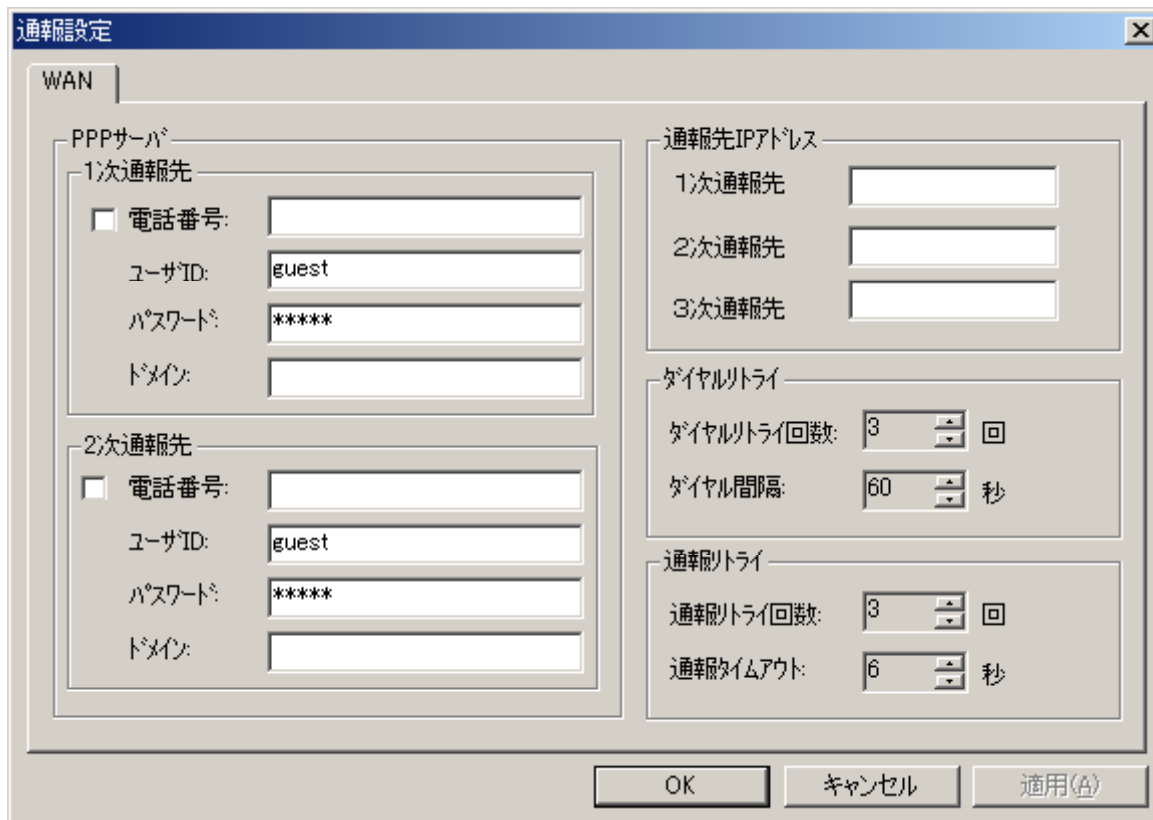 通報設定
WAN
PPPサーバ
1次通報先
電話番号:
ユーザID: guest
パスワード: *****
ドメイン:
2次通報先
電話番号:
ユーザID: guest
パスワード: *****
ドメイン:
通報先IPアドレス
1次通報先
2次通報先
3次通報先
ダイヤルリトライ
ダイヤルリトライ回数: 3 回
ダイヤル間隔: 60 秒
通報リトライ
通報リトライ回数: 3 回
通報タイムアウト: 6 秒
OK キャンセル 適用(A)